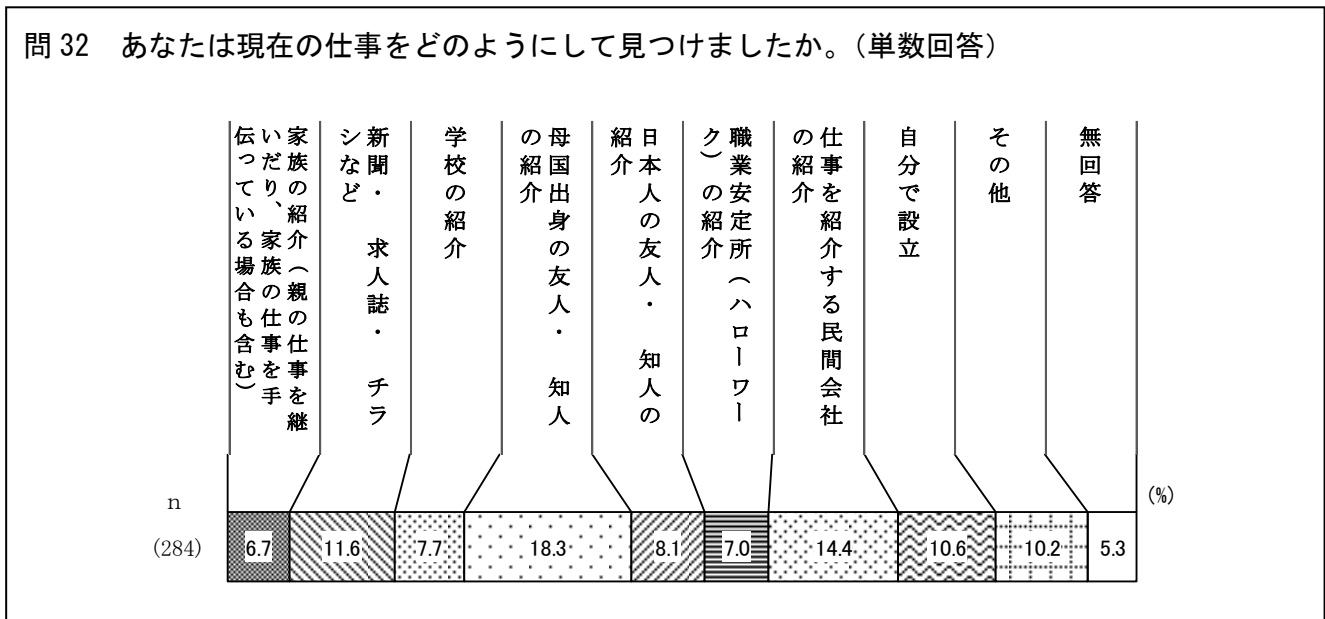 問 32　あなたは現在の仕事をどのようにして見つけましたか。（単数回答）
家族の紹介（親の仕事を継
いだり、家族の仕事を手
伝っている場合も含む）
新聞・求人誌・チラ
シなど
学校の紹介
母国出身の友人・知人
の紹介
日本人の友人・知人の
紹介
職業安定所（ハローワー
ク）の紹介
仕事を紹介する民間会社
の紹介
自分で設立
その他
無回答
(%)
n
(284)
6.7
11.6
7.7
18.3
8.1
7.0
14.4
10.6
10.2
5.3